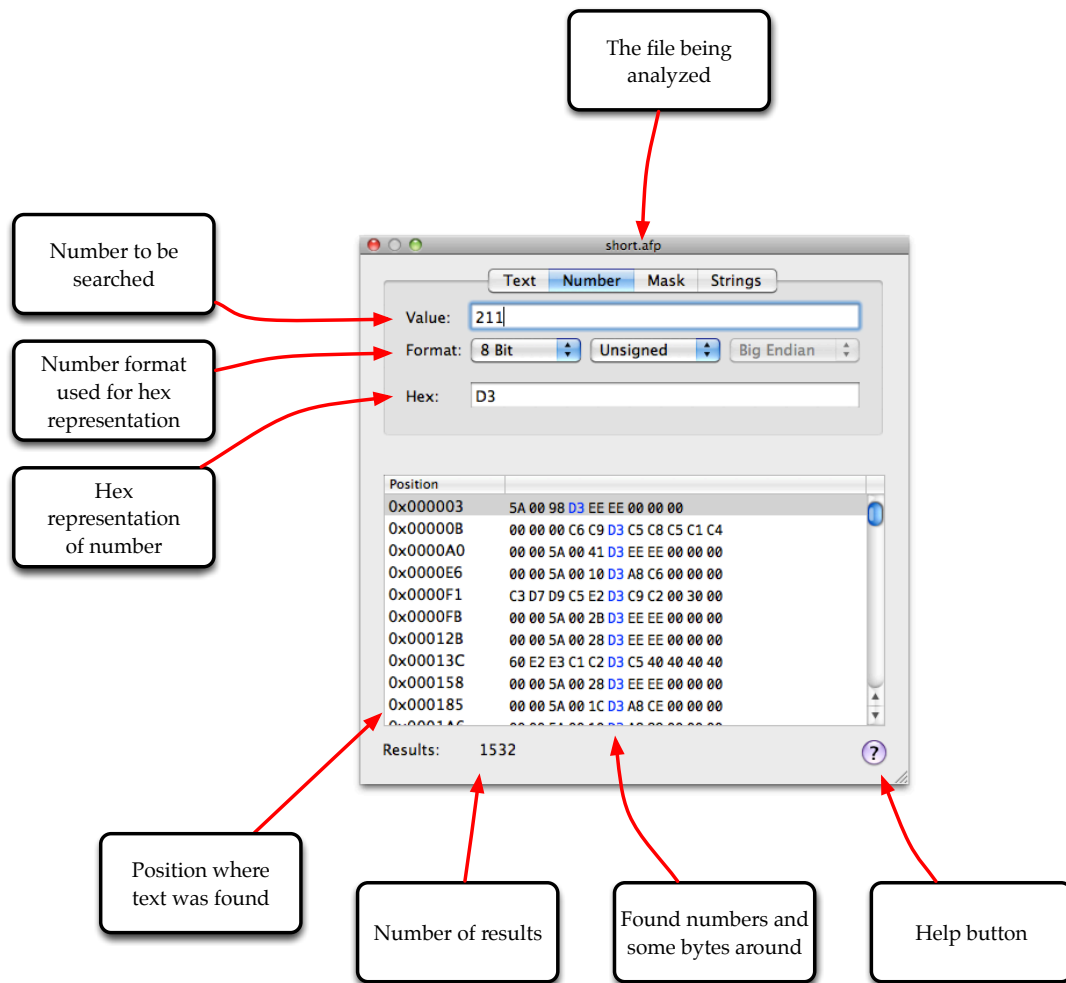 The file being
analyzed
Number to be
searched
Number format
used for hex
representation
Hex
representation
of number
short.afp
Text Number Mask Strings
Value: 211
Format: 8 Bit Unsigned Big Endian
Hex: D3
Position
0x000003 5A 00 98 D3 EE EE 00 00 00
0x00000B 00 00 00 C6 C9 D3 C5 C8 C5 C1 C4
0x0000A0 00 00 5A 00 41 D3 EE EE 00 00 00
0x0000E6 00 00 5A 00 10 D3 A8 C6 00 00 00
0x0000F1 C3 D7 D9 C5 E2 D3 C9 C2 00 30 00
0x0000FB 00 00 5A 00 2B D3 EE EE 00 00 00
0x00012B 00 00 5A 00 28 D3 EE EE 00 00 00
0x00013C 60 E2 E3 C1 C2 D3 C5 40 40 40 40
0x000158 00 00 5A 00 28 D3 EE EE 00 00 00
0x000185 00 00 5A 00 1C D3 A8 CE 00 00 00
Results: 1532
?
Position where
text was found
Number of results
Found numbers and
some bytes around
Help button